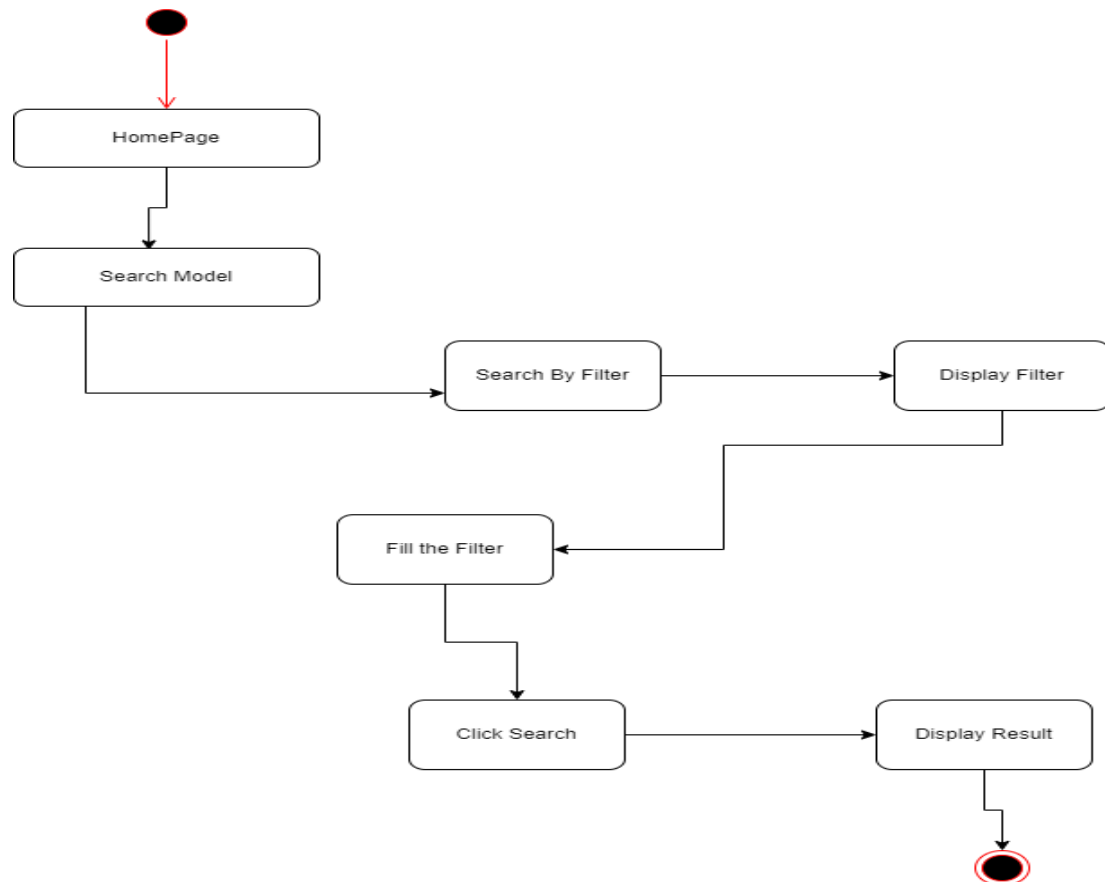 HomePage
Search Model
Search By Filter
Display Filter
Fill the Filter
Click Search
Display Result